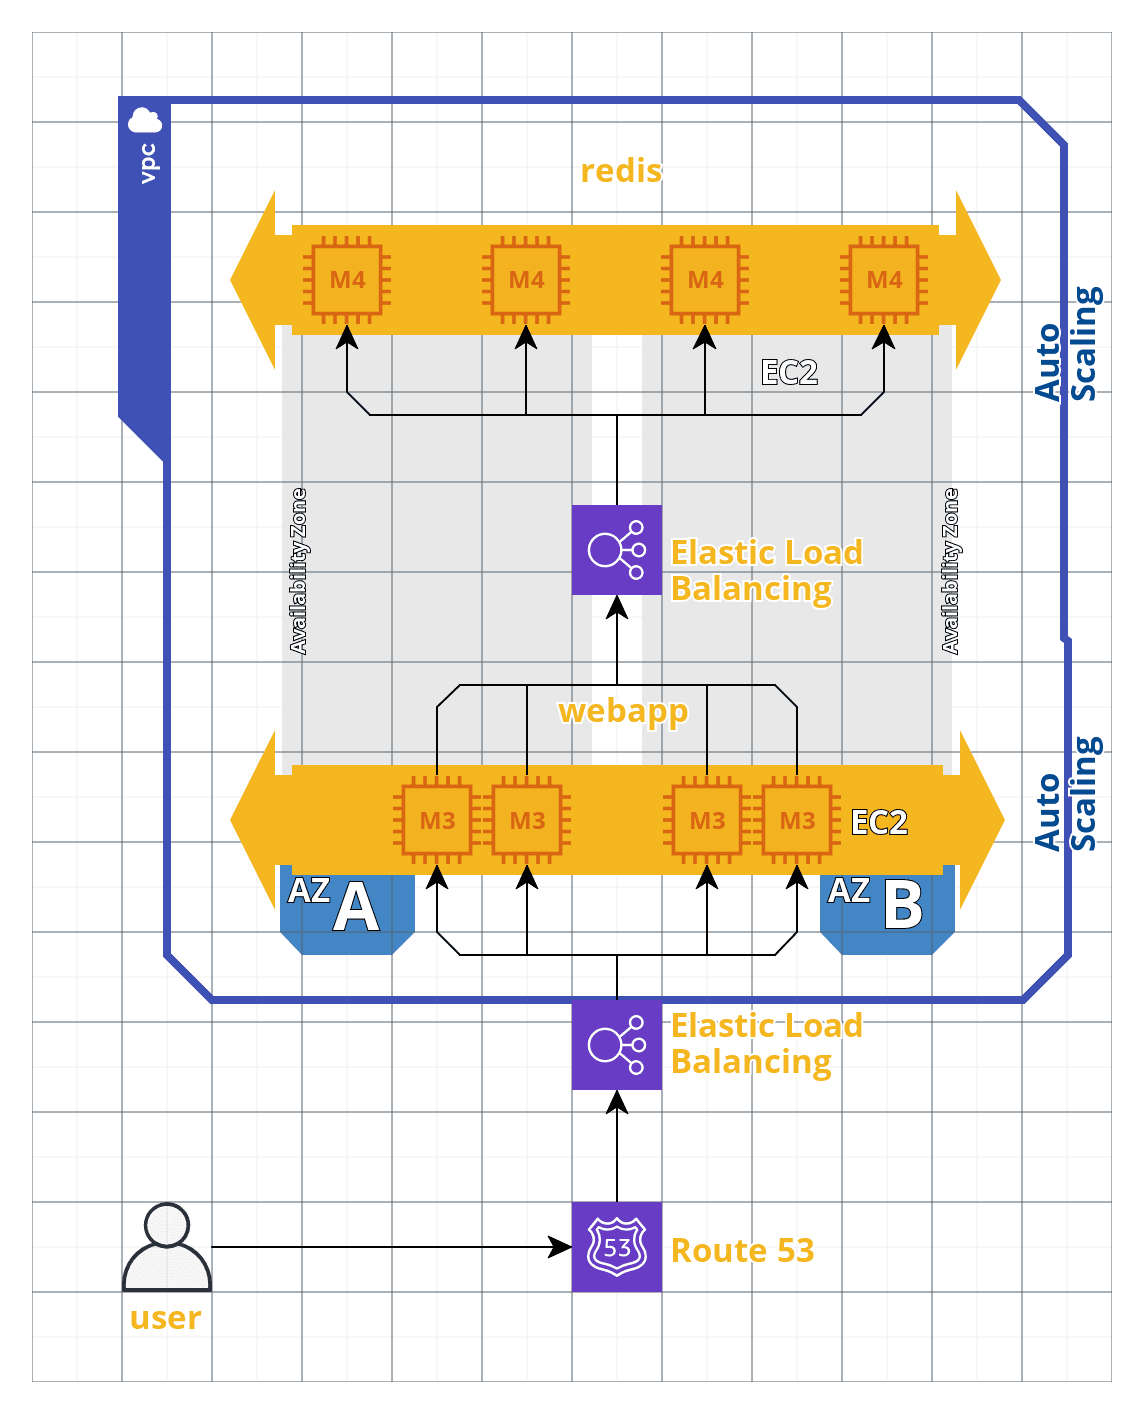 vpc
redis
M4
M4
M4
M4
Auto
Scaling
EC2
Availability Zone
Availability Zone
Elastic Load
Balancing
webapp
M3
M3
M3
M3
EC2
Auto
Scaling
AZ A
AZ B
Elastic Load
Balancing
53
Route 53
user